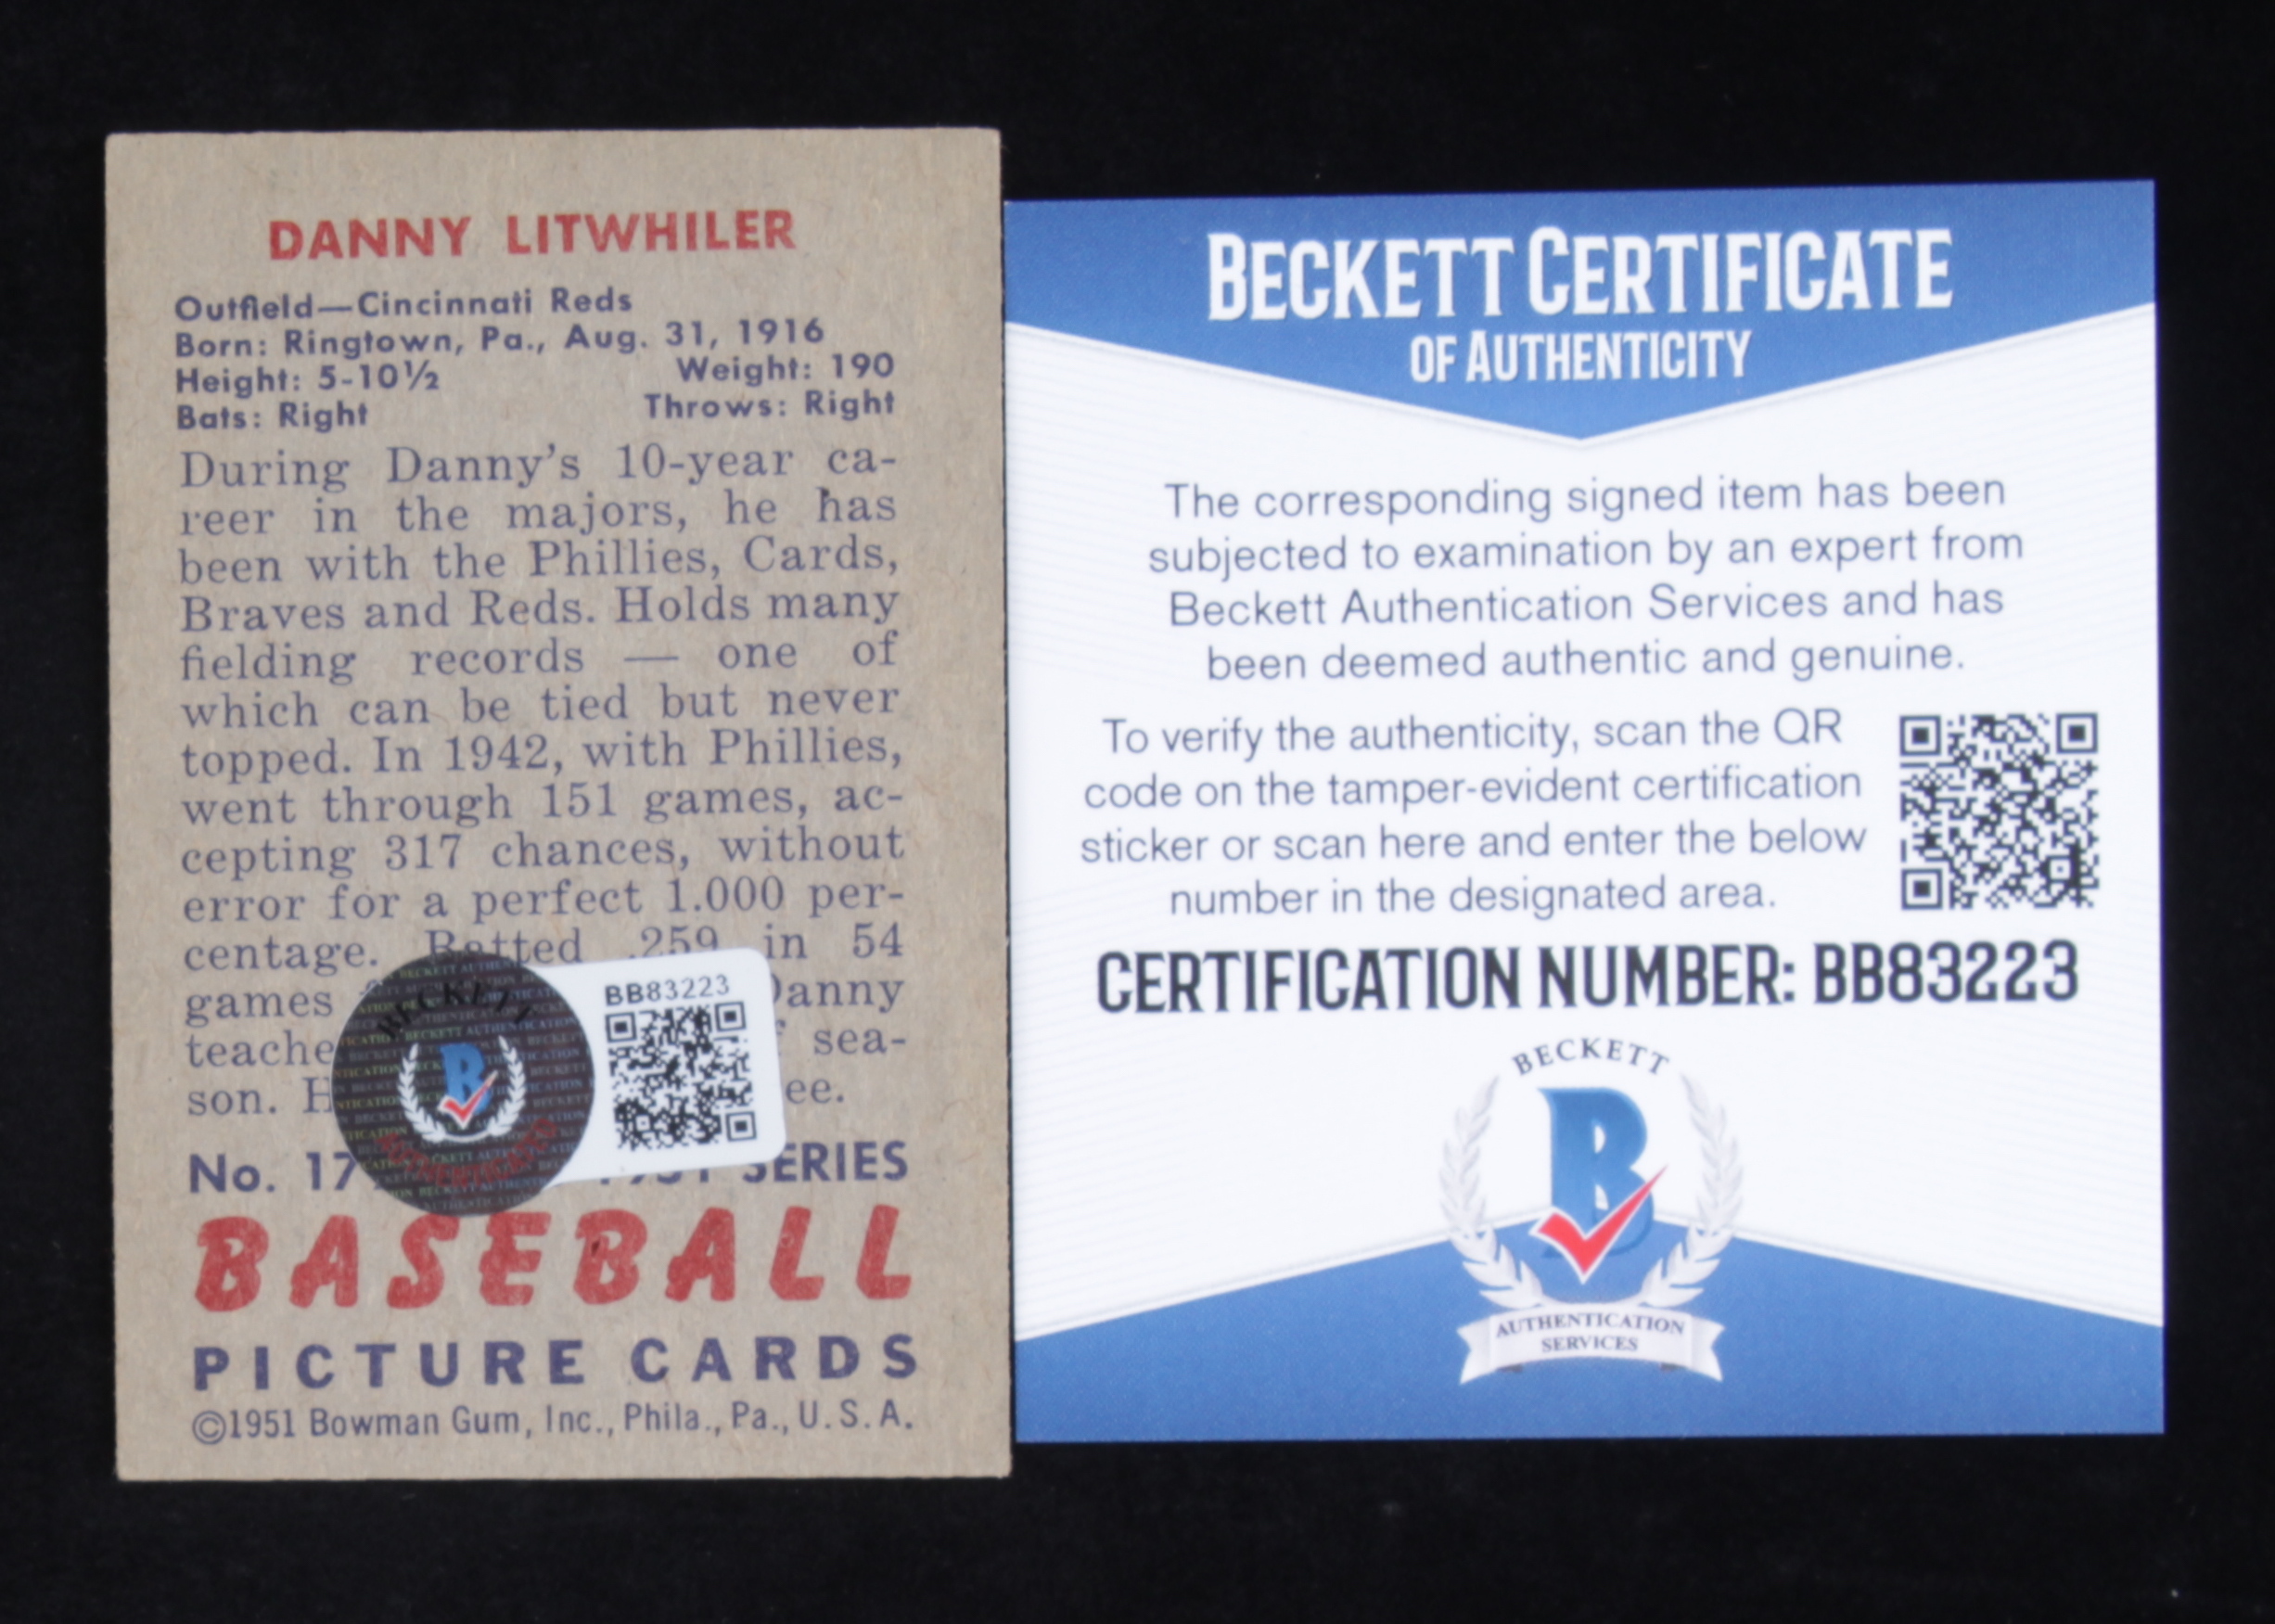 DANNY LITWHILER
Outfield—Cincinnati Reds
Born: Ringtown, Pa., Aug. 31, 1916
Height: 5-10½ Weight: 190
Bats: Right Throws: Right
During Danny's 10-year ca-
reer in the majors, he has
been with the Phillies, Cards,
Braves and Reds. Holds many
fielding records — one of
which can be tied but never
topped. In 1942, with Phillies,
went through 151 games, ac-
cepting 317 chances, without
error for a perfect 1.000 per-
centage. Batted .259 in 54
games Danny
teache sea-
son. H ee.
No. 17 1951 SERIES
BECKETT
B
AUTHENTICATED
BB83223
BASEBALL
PICTURE CARDS
©1951 Bowman Gum, Inc., Phila., Pa., U.S.A.
BECKETT CERTIFICATE
OF AUTHENTICITY
The corresponding signed item has been
subjected to examination by an expert from
Beckett Authentication Services and has
been deemed authentic and genuine.
To verify the authenticity, scan the QR
code on the tamper-evident certification
sticker or scan here and enter the below
number in the designated area.
CERTIFICATION NUMBER: BB83223
BECKETT
B
AUTHENTICATION
SERVICES